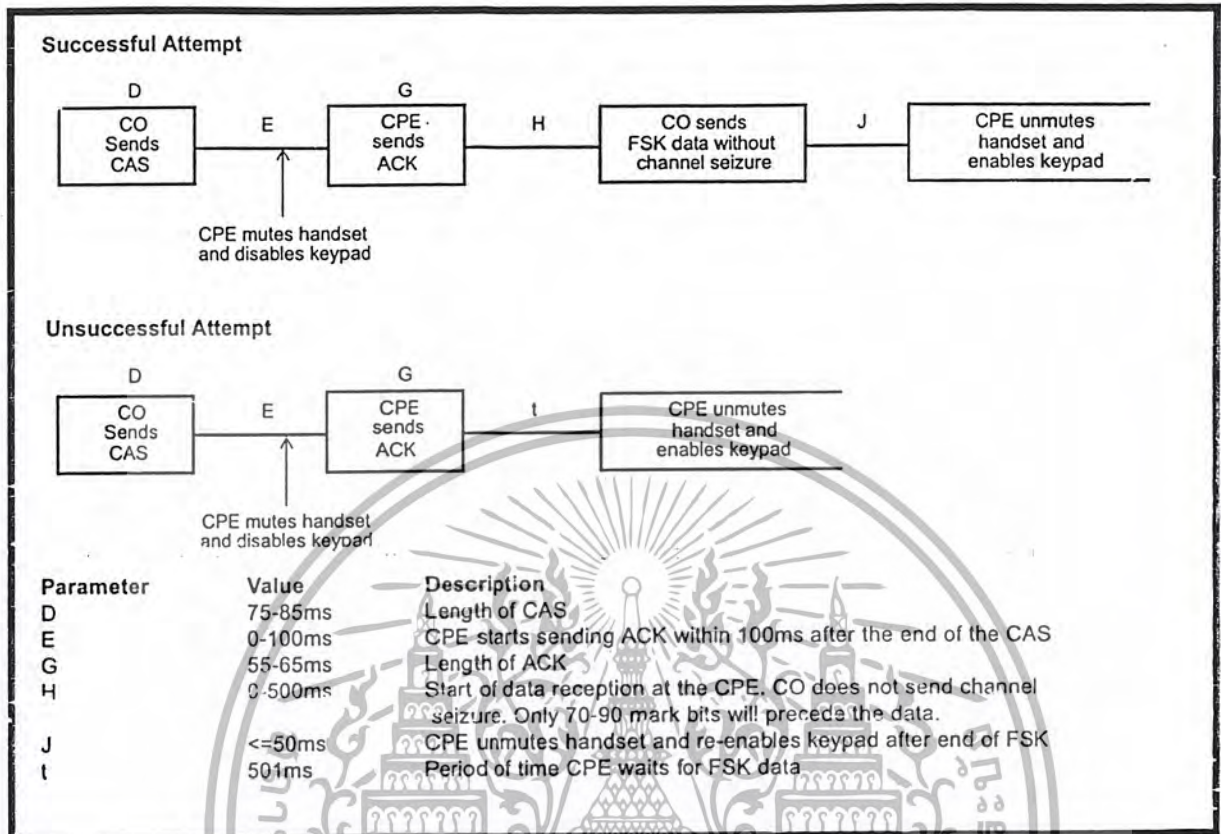 Successful Attempt
D
G
CO
Sends
CAS
E
CPE
sends
ACK
H
CO sends
FSK data without
channel seizure
J
CPE unmutes
handset and
enables keypad
CPE mutes handset
and disables keypad
Unsuccessful Attempt
D
G
CO
Sends
CAS
E
CPE
sends
ACK
t
CPE unmutes
handset and
enables keypad
CPE mutes handset
and disables keypad
Parameter Value Description
D 75-85ms Length of CAS
E 0-100ms CPE starts sending ACK within 100ms after the end of the CAS
G 55-65ms Length of ACK
H 0-500ms Start of data reception at the CPE. CO does not send channel
seizure. Only 70-90 mark bits will precede the data.
J <=50ms CPE unmutes handset and re-enables keypad after end of FSK
t 501ms Period of time CPE waits for FSK data